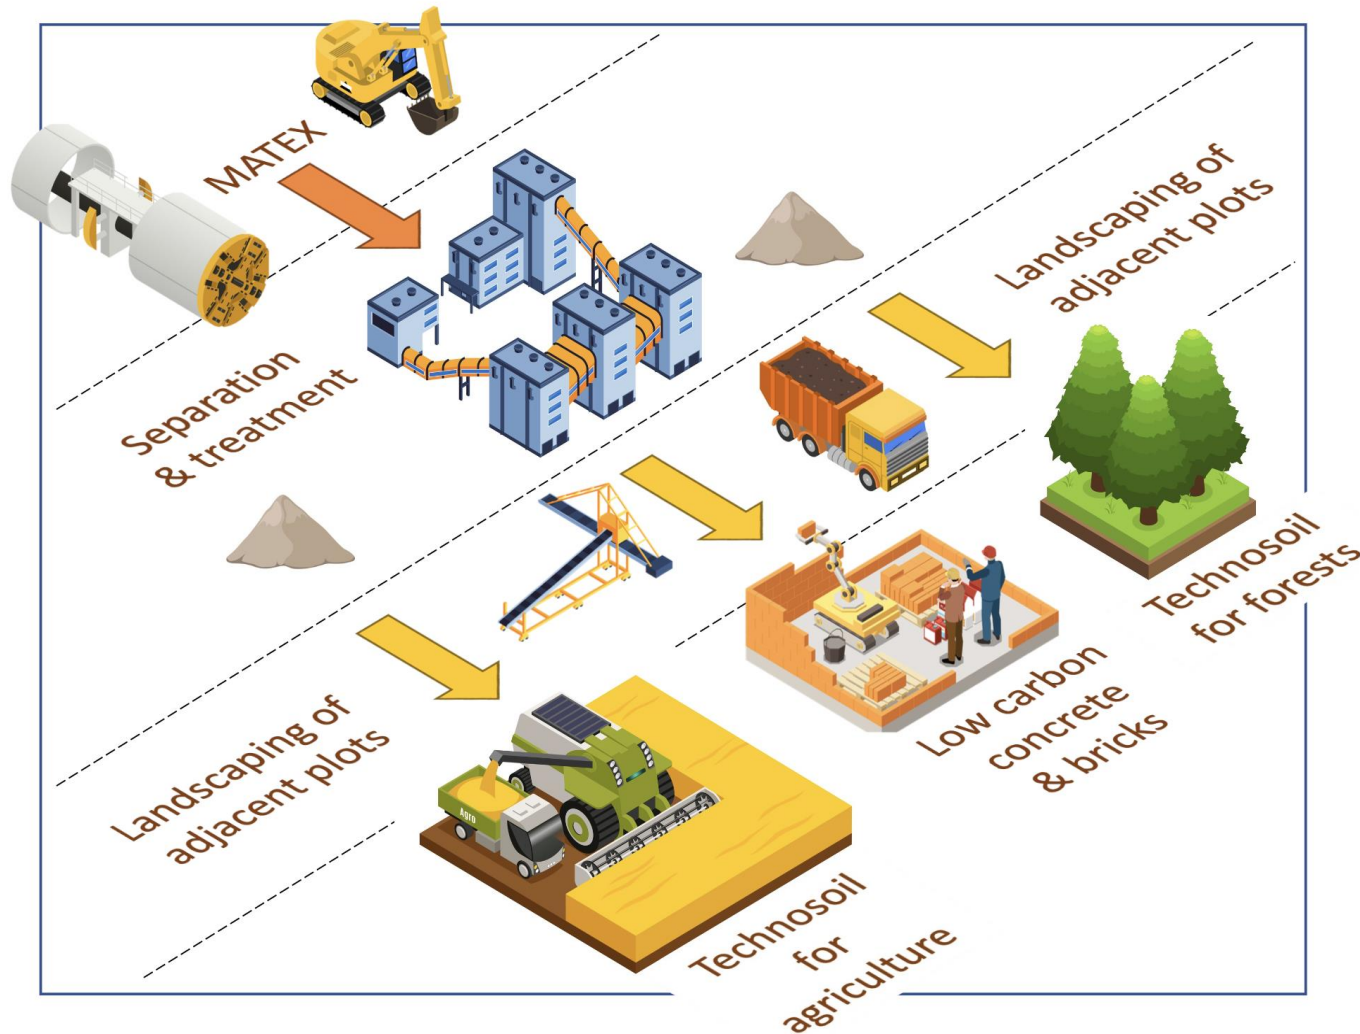 MATEX
Landscaping of
adjacent plots
Separation
& treatment
Technosoil
for forests
Low carbon
concrete
& bricks
Landscaping of
adjacent plots
Agro
Technosoil
for
agriculture